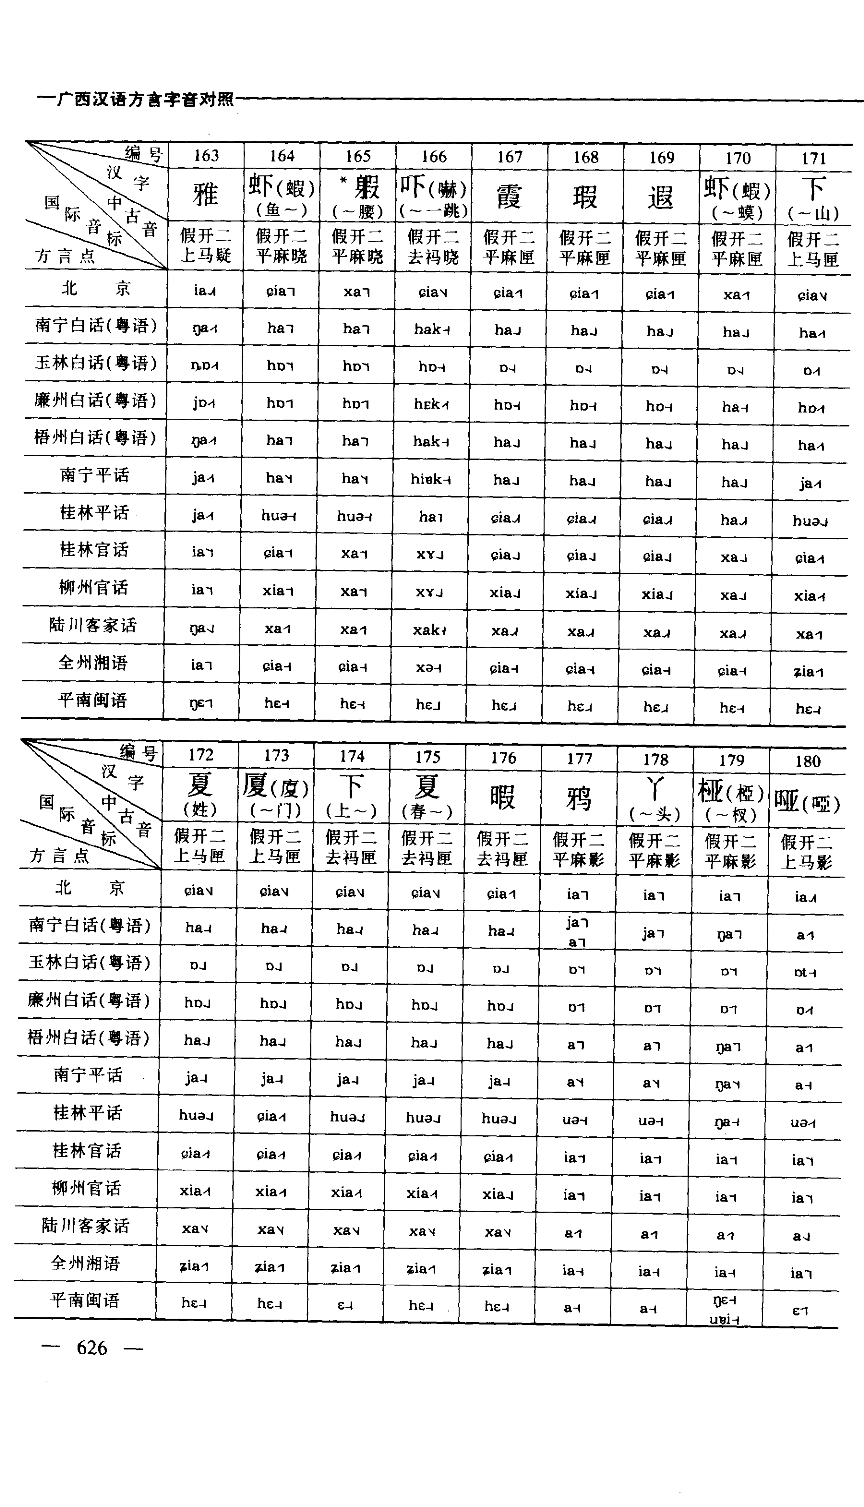 广西汉语方言字音对照
编号 163 164 165 166 167 168 169 170 171
汉字 雅 虾(蝦) *䫗 吓(嚇) 霞 瑕 遐 虾(蝦) 下
(鱼～) (～腰) (～一跳) (～蟆) (～山)
国际音标 中古音 假开二 假开二 假开二 假开二 假开二 假开二 假开二 假开二 假开二
方言点 上马疑 平麻晓 平麻晓 去祃晓 平麻匣 平麻匣 平麻匣 平麻匣 上马匣
北京 ia ɕia xa ɕia ɕia ɕia ɕia xa ɕia
南宁白话(粤语) ŋa ha ha hak ha ha ha ha ha
玉林白话(粤语) ȵɒ hɒ hɒ hɒ ɒ ɒ ɒ ɒ ɒ
廉州白话(粤语) jɒ hɒ hɒ hɛk hɒ hɒ hɒ ha hɒ
梧州白话(粤语) ŋa ha ha hak ha ha ha ha ha
南宁平话 ja ha ha hiɐk ha ha ha ha ja
桂林平话 ja huə huə ha ɕia ɕia ɕia ha huə
桂林官话 ia ɕia xa xɤ ɕia ɕia ɕia xa ɕia
柳州官话 ia xia xa xɤ xia xia xia xa xia
陆川客家话 ŋa xa xa xak xa xa xa xa xa
全州湘语 ia ɕia ɕia xə ɕia ɕia ɕia ɕia ʑia
平南闽语 ŋɛ hɛ hɛ hɛ hɛ hɛ hɛ hɛ hɛ
编号 172 173 174 175 176 177 178 179 180
汉字 夏 厦(廈) 下 夏 暇 鸦 丫 桠(椏) 哑(啞)
(姓) (～门) (上～) (春～) (～头) (～杈)
国际音标 中古音 假开二 假开二 假开二 假开二 假开二 假开二 假开二 假开二 假开二
方言点 上马匣 上马匣 去祃匣 去祃匣 去祃匣 平麻影 平麻影 平麻影 上马影
北京 ɕia ɕia ɕia ɕia ɕia ia ia ia ia
南宁白话(粤语) ha ha ha ha ha ja a ja ŋa a
玉林白话(粤语) ɒ ɒ ɒ ɒ ɒ ɒ ɒ ɒ ɒt
廉州白话(粤语) hɒ hɒ hɒ hɒ hɒ ɒ ɒ ɒ ɒ
梧州白话(粤语) ha ha ha ha ha a a ŋa a
南宁平话 ja ja ja ja ja a a ŋa a
桂林平话 huə ɕia huə huə huə uə uə ŋa uə
桂林官话 ɕia ɕia ɕia ɕia ɕia ia ia ia ia
柳州官话 xia xia xia xia xia ia ia ia ia
陆川客家话 xa xa xa xa xa a a a a
全州湘语 ʑia ʑia ʑia ʑia ʑia ia ia ia ia
平南闽语 hɛ hɛ ɛ hɛ hɛ a a ŋɛ ɛ
— 626 —